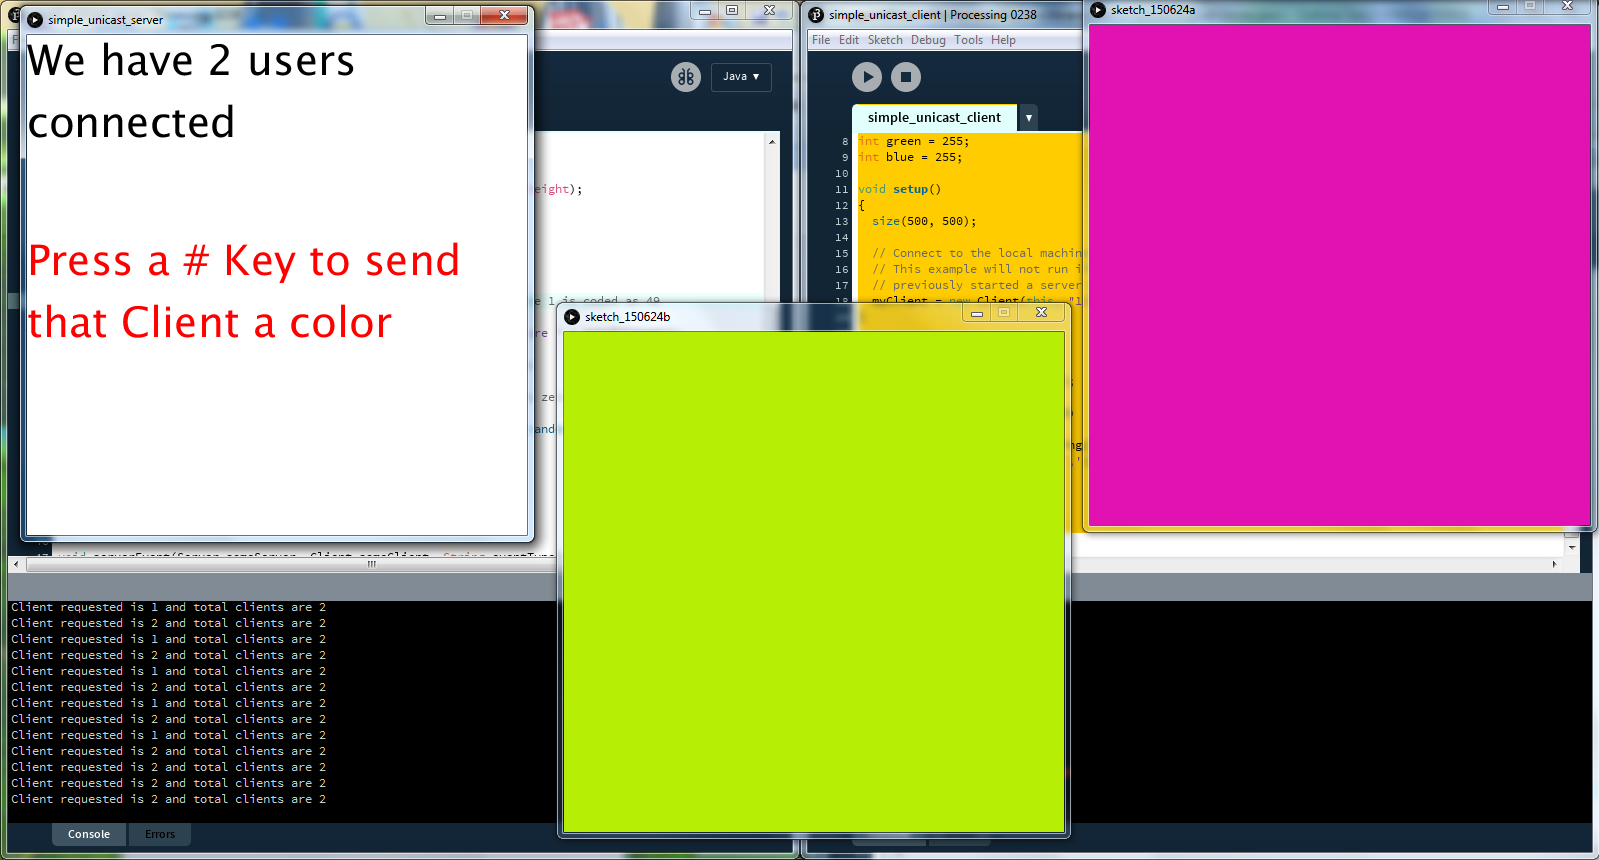 simple_unicast_server
We have 2 users
connected
Press a # Key to send
that Client a color
Java ▾
eight);
e 1 is coded as 49
re
ze
and
Client requested is 1 and total clients are 2
Client requested is 2 and total clients are 2
Client requested is 1 and total clients are 2
Client requested is 2 and total clients are 2
Client requested is 1 and total clients are 2
Client requested is 2 and total clients are 2
Client requested is 1 and total clients are 2
Client requested is 2 and total clients are 2
Client requested is 1 and total clients are 2
Client requested is 2 and total clients are 2
Client requested is 2 and total clients are 2
Client requested is 2 and total clients are 2
Client requested is 2 and total clients are 2
Console Errors
simple_unicast_client | Processing 0238
File Edit Sketch Debug Tools Help
simple_unicast_client ▾
8 int green = 255;
9 int blue = 255;
10
11 void setup()
12 {
13 size(500, 500);
14
15 // Connect to the local machin
16 // This example will not run i
17 // previously started a server
18 myClient = new Client(this, "1
sketch_150624b
sketch_150624a